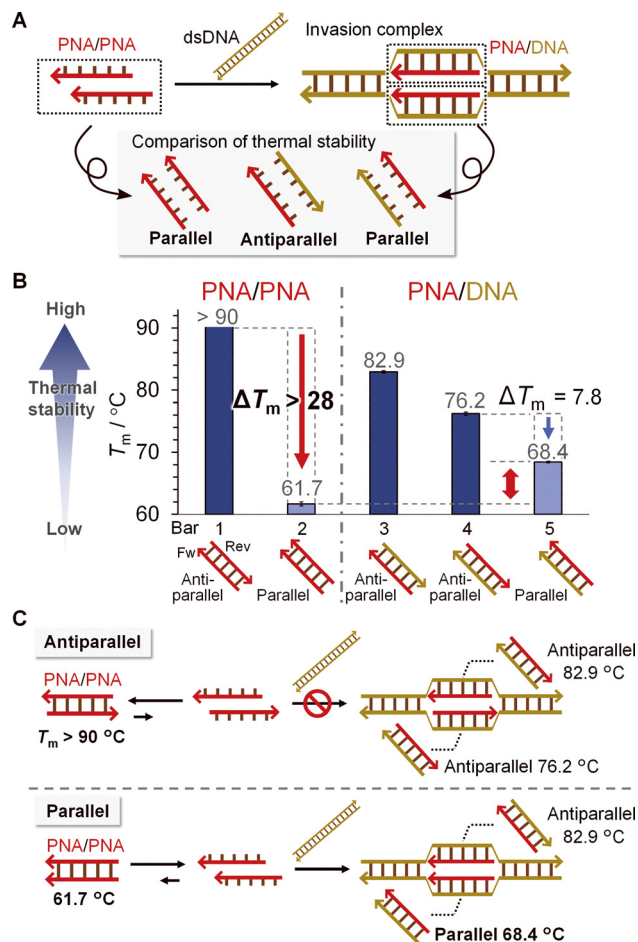 A
PNA/PNA
dsDNA
Invasion complex
PNA/DNA
Comparison of thermal stability
Parallel
Antiparallel
Parallel
B
PNA/PNA
PNA/DNA
High
Thermal
stability
Low
Tm / °C
90
80
70
60
> 90
ΔTm > 28
61.7
82.9
76.2
ΔTm = 7.8
68.4
Bar 1 2 3 4 5
Fw
Rev
Anti-
parallel
Parallel
Anti-
parallel
Anti-
parallel
Parallel
C
Antiparallel
PNA/PNA
Tm > 90 °C
Antiparallel
82.9 °C
Antiparallel 76.2 °C
Parallel
PNA/PNA
61.7 °C
Antiparallel
82.9 °C
Parallel 68.4 °C